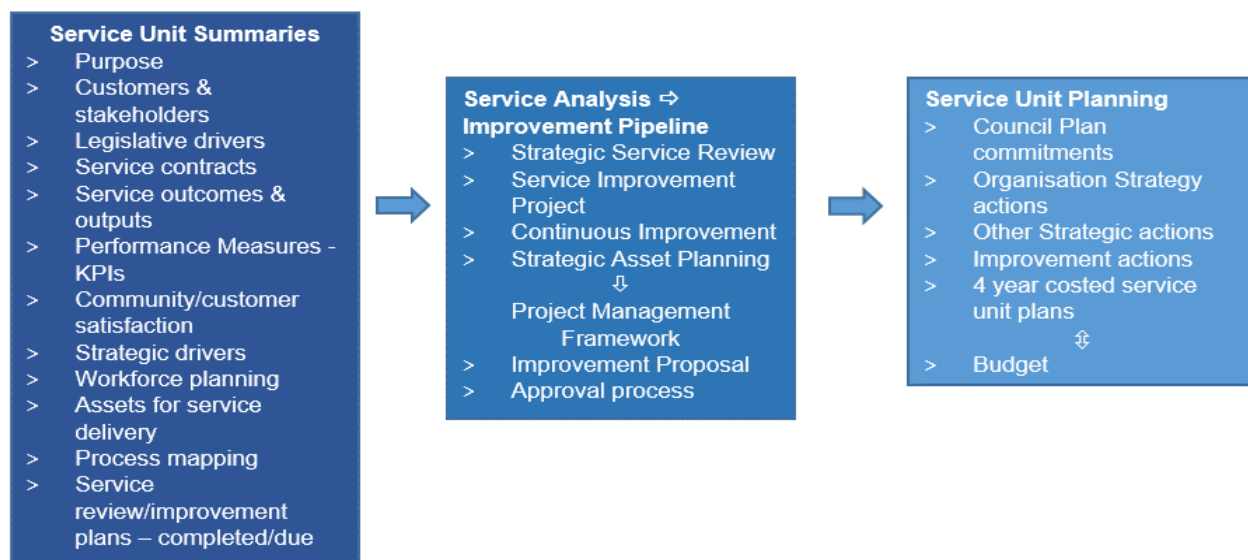 Service Unit Summaries
> Purpose
> Customers &
stakeholders
> Legislative drivers
> Service contracts
> Service outcomes &
outputs
> Performance Measures -
KPIs
> Community/customer
satisfaction
> Strategic drivers
> Workforce planning
> Assets for service
delivery
> Process mapping
> Service
review/improvement
plans – completed/due
Service Analysis ⇨
Improvement Pipeline
> Strategic Service Review
> Service Improvement
Project
> Continuous Improvement
> Strategic Asset Planning
⇩
Project Management
Framework
> Improvement Proposal
> Approval process
Service Unit Planning
> Council Plan
commitments
> Organisation Strategy
actions
> Other Strategic actions
> Improvement actions
> 4 year costed service
unit plans
⇳
> Budget